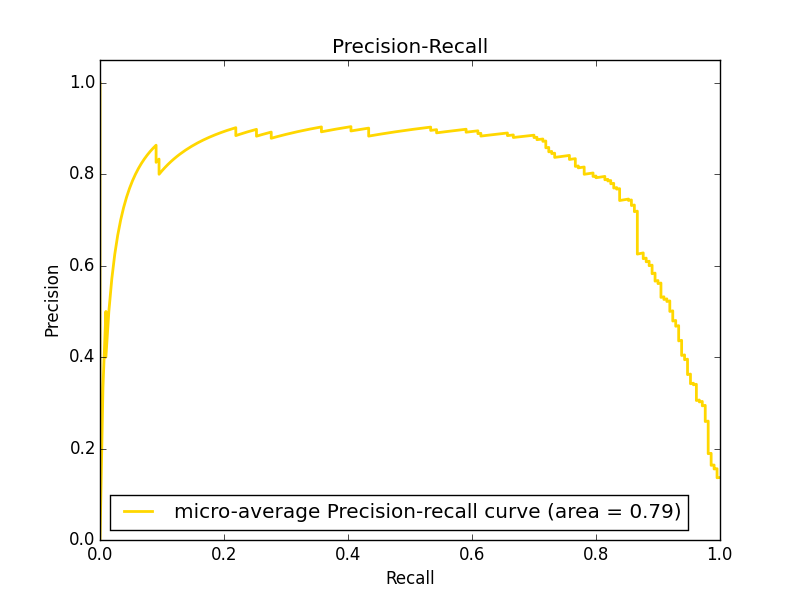 Precision-Recall
1.0
0.8
0.6
0.4
0.2
0.0
Precision
micro-average Precision-recall curve (area = 0.79)
0.0 0.2 0.4 0.6 0.8 1.0
Recall